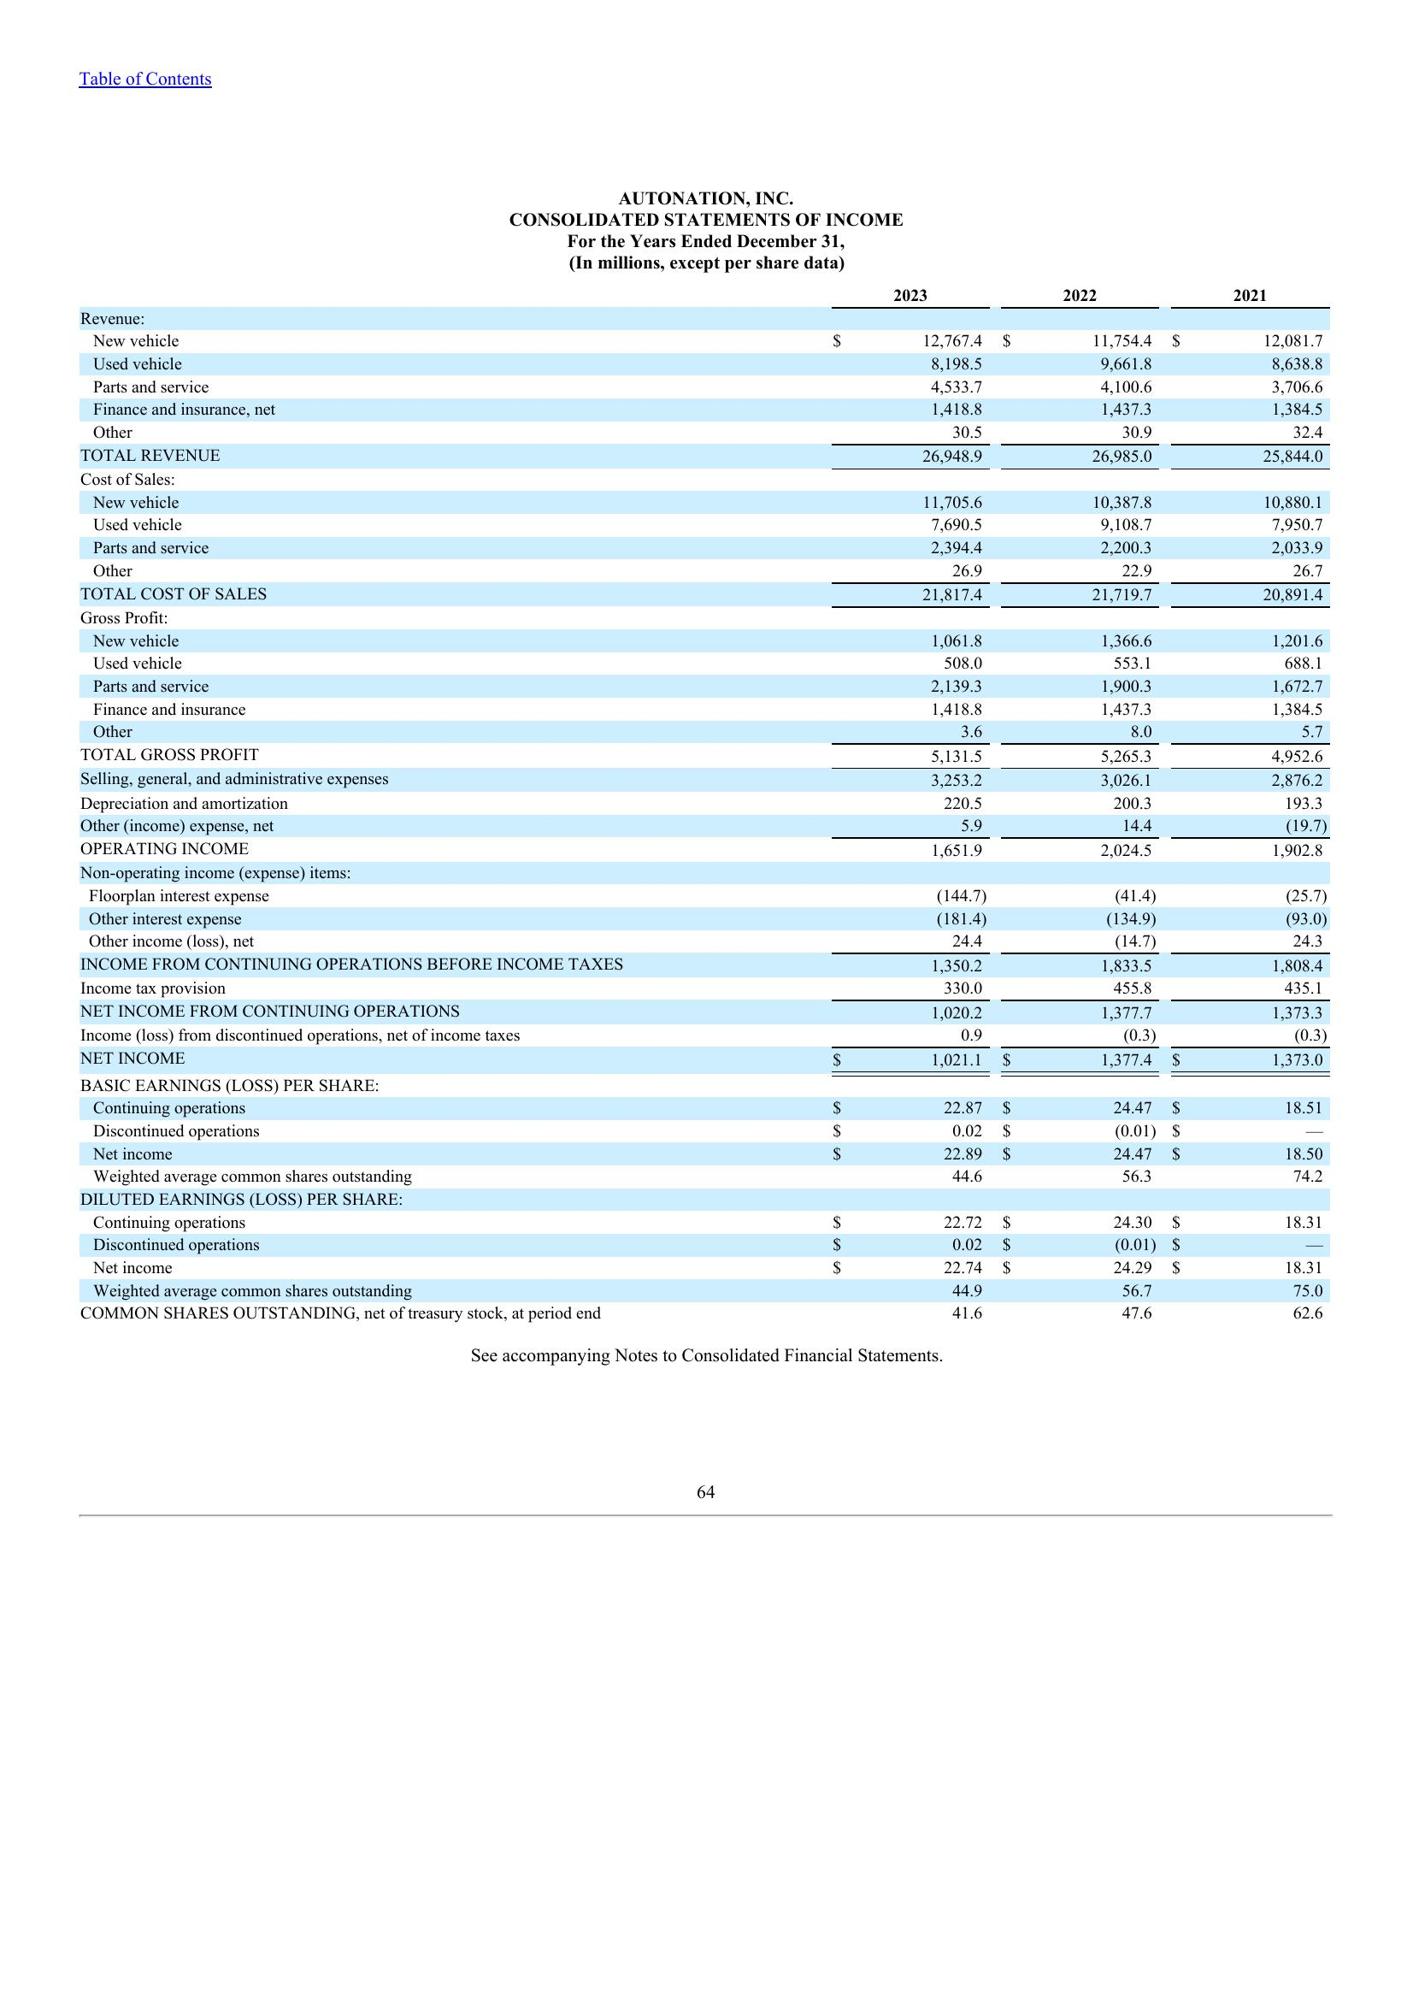 Table of Contents
AUTONATION, INC.
CONSOLIDATED STATEMENTS OF INCOME
For the Years Ended December 31,
(In millions, except per share data)
2023 2022 2021
Revenue:
New vehicle $ 12,767.4 $ 11,754.4 $ 12,081.7
Used vehicle 8,198.5 9,661.8 8,638.8
Parts and service 4,533.7 4,100.6 3,706.6
Finance and insurance, net 1,418.8 1,437.3 1,384.5
Other 30.5 30.9 32.4
TOTAL REVENUE 26,948.9 26,985.0 25,844.0
Cost of Sales:
New vehicle 11,705.6 10,387.8 10,880.1
Used vehicle 7,690.5 9,108.7 7,950.7
Parts and service 2,394.4 2,200.3 2,033.9
Other 26.9 22.9 26.7
TOTAL COST OF SALES 21,817.4 21,719.7 20,891.4
Gross Profit:
New vehicle 1,061.8 1,366.6 1,201.6
Used vehicle 508.0 553.1 688.1
Parts and service 2,139.3 1,900.3 1,672.7
Finance and insurance 1,418.8 1,437.3 1,384.5
Other 3.6 8.0 5.7
TOTAL GROSS PROFIT 5,131.5 5,265.3 4,952.6
Selling, general, and administrative expenses 3,253.2 3,026.1 2,876.2
Depreciation and amortization 220.5 200.3 193.3
Other (income) expense, net 5.9 14.4 (19.7)
OPERATING INCOME 1,651.9 2,024.5 1,902.8
Non-operating income (expense) items:
Floorplan interest expense (144.7) (41.4) (25.7)
Other interest expense (181.4) (134.9) (93.0)
Other income (loss), net 24.4 (14.7) 24.3
INCOME FROM CONTINUING OPERATIONS BEFORE INCOME TAXES 1,350.2 1,833.5 1,808.4
Income tax provision 330.0 455.8 435.1
NET INCOME FROM CONTINUING OPERATIONS 1,020.2 1,377.7 1,373.3
Income (loss) from discontinued operations, net of income taxes 0.9 (0.3) (0.3)
NET INCOME $ 1,021.1 $ 1,377.4 $ 1,373.0
BASIC EARNINGS (LOSS) PER SHARE:
Continuing operations $ 22.87 $ 24.47 $ 18.51
Discontinued operations $ 0.02 $ (0.01) $ —
Net income $ 22.89 $ 24.47 $ 18.50
Weighted average common shares outstanding 44.6 56.3 74.2
DILUTED EARNINGS (LOSS) PER SHARE:
Continuing operations $ 22.72 $ 24.30 $ 18.31
Discontinued operations $ 0.02 $ (0.01) $ —
Net income $ 22.74 $ 24.29 $ 18.31
Weighted average common shares outstanding 44.9 56.7 75.0
COMMON SHARES OUTSTANDING, net of treasury stock, at period end 41.6 47.6 62.6
See accompanying Notes to Consolidated Financial Statements.
64